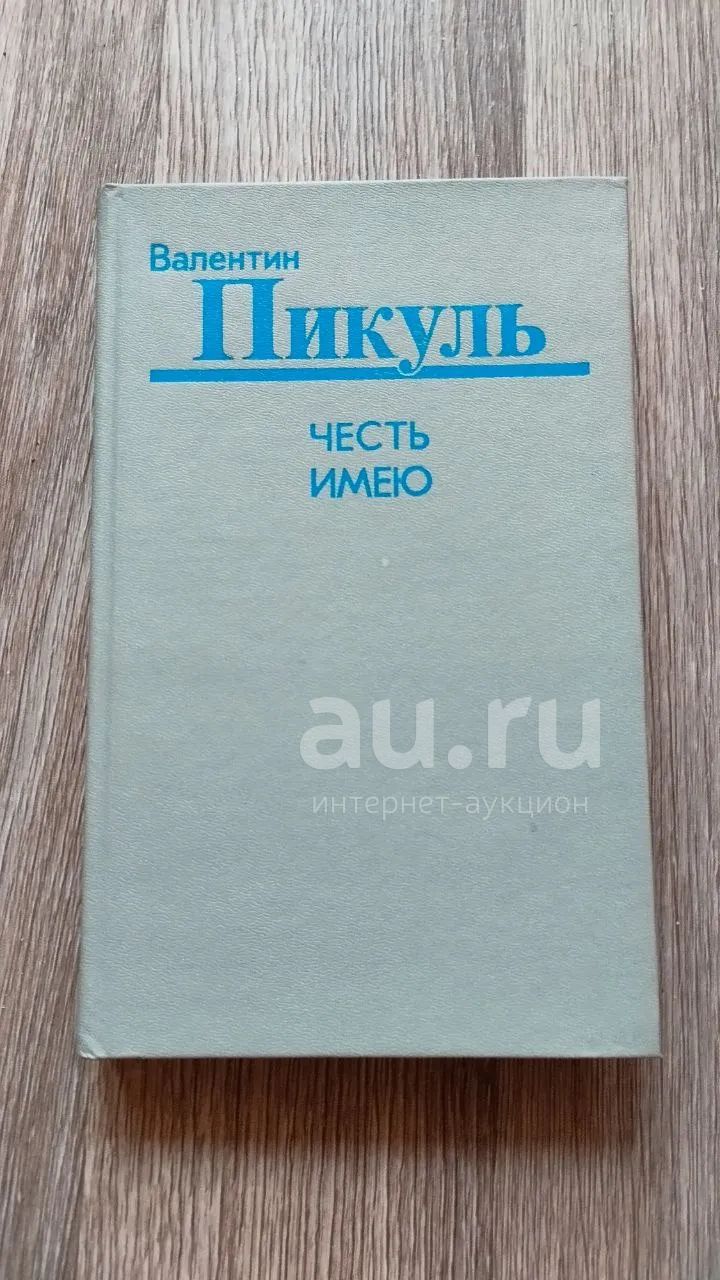 Валентин
Пикуль
ЧЕСТЬ
ИМЕЮ
au.ru
интернет-аукцион